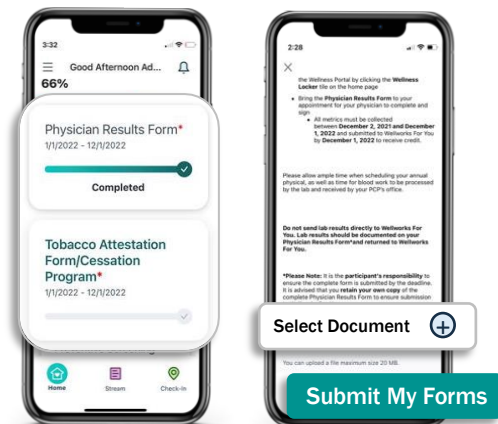 3:32
Good Afternoon Ad...
66%
Physician Results Form*
1/1/2022 - 12/1/2022
Completed
Tobacco Attestation
Form/Cessation
Program*
1/1/2022 - 12/1/2022
Home
Stream
Check-In
2:28
the Wellness Portal by clicking the Wellness
Locker tile on the home page
• Bring the Physician Results Form to your
appointment for your physician to complete and
sign
• All metrics must be collected
between December 2, 2021 and December
1, 2022 and submitted to Wellworks For You
by December 1, 2022 to receive credit.
Please allow ample time when scheduling your annual
physical, as well as time for blood work to be processed
by the lab and received by your PCP's office.
Do not send lab results directly to Wellworks For
You. Lab results should be documented on your
Physician Results Form*and returned to Wellworks
For You.
*Please Note: It is the participant's responsibility to
ensure the complete form is submitted by the deadline.
It is advised that you retain your own copy of the
complete Physician Results Form to ensure submission
Select Document
You can upload a file maximum size 20 MB.
Submit My Forms